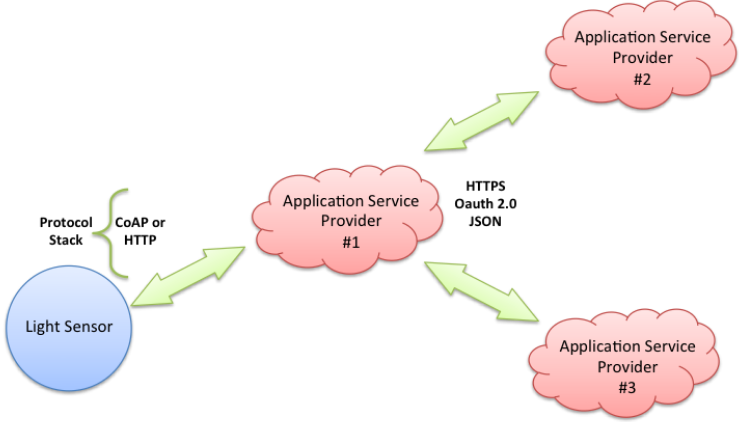 Application Service
Provider
#2
Application Service
Provider
#1
HTTPS
Oauth 2.0
JSON
Protocol
Stack
CoAP or
HTTP
Light Sensor
Application Service
Provider
#3